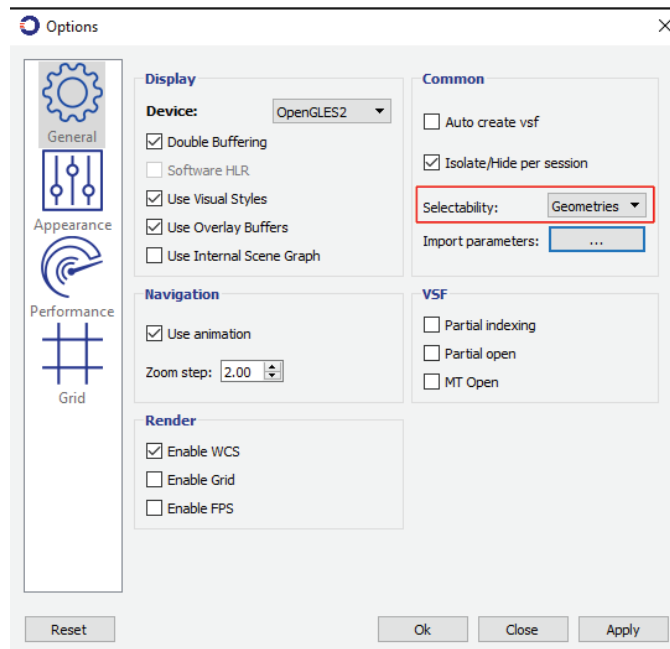 Options
General
Appearance
Performance
Grid
Display
Device: OpenGLES2
Double Buffering
Software HLR
Use Visual Styles
Use Overlay Buffers
Use Internal Scene Graph
Navigation
Use animation
Zoom step: 2.00
Render
Enable WCS
Enable Grid
Enable FPS
Common
Auto create vsf
Isolate/Hide per session
Selectability: Geometries
Import parameters: ...
VSF
Partial indexing
Partial open
MT Open
Reset Ok Close Apply